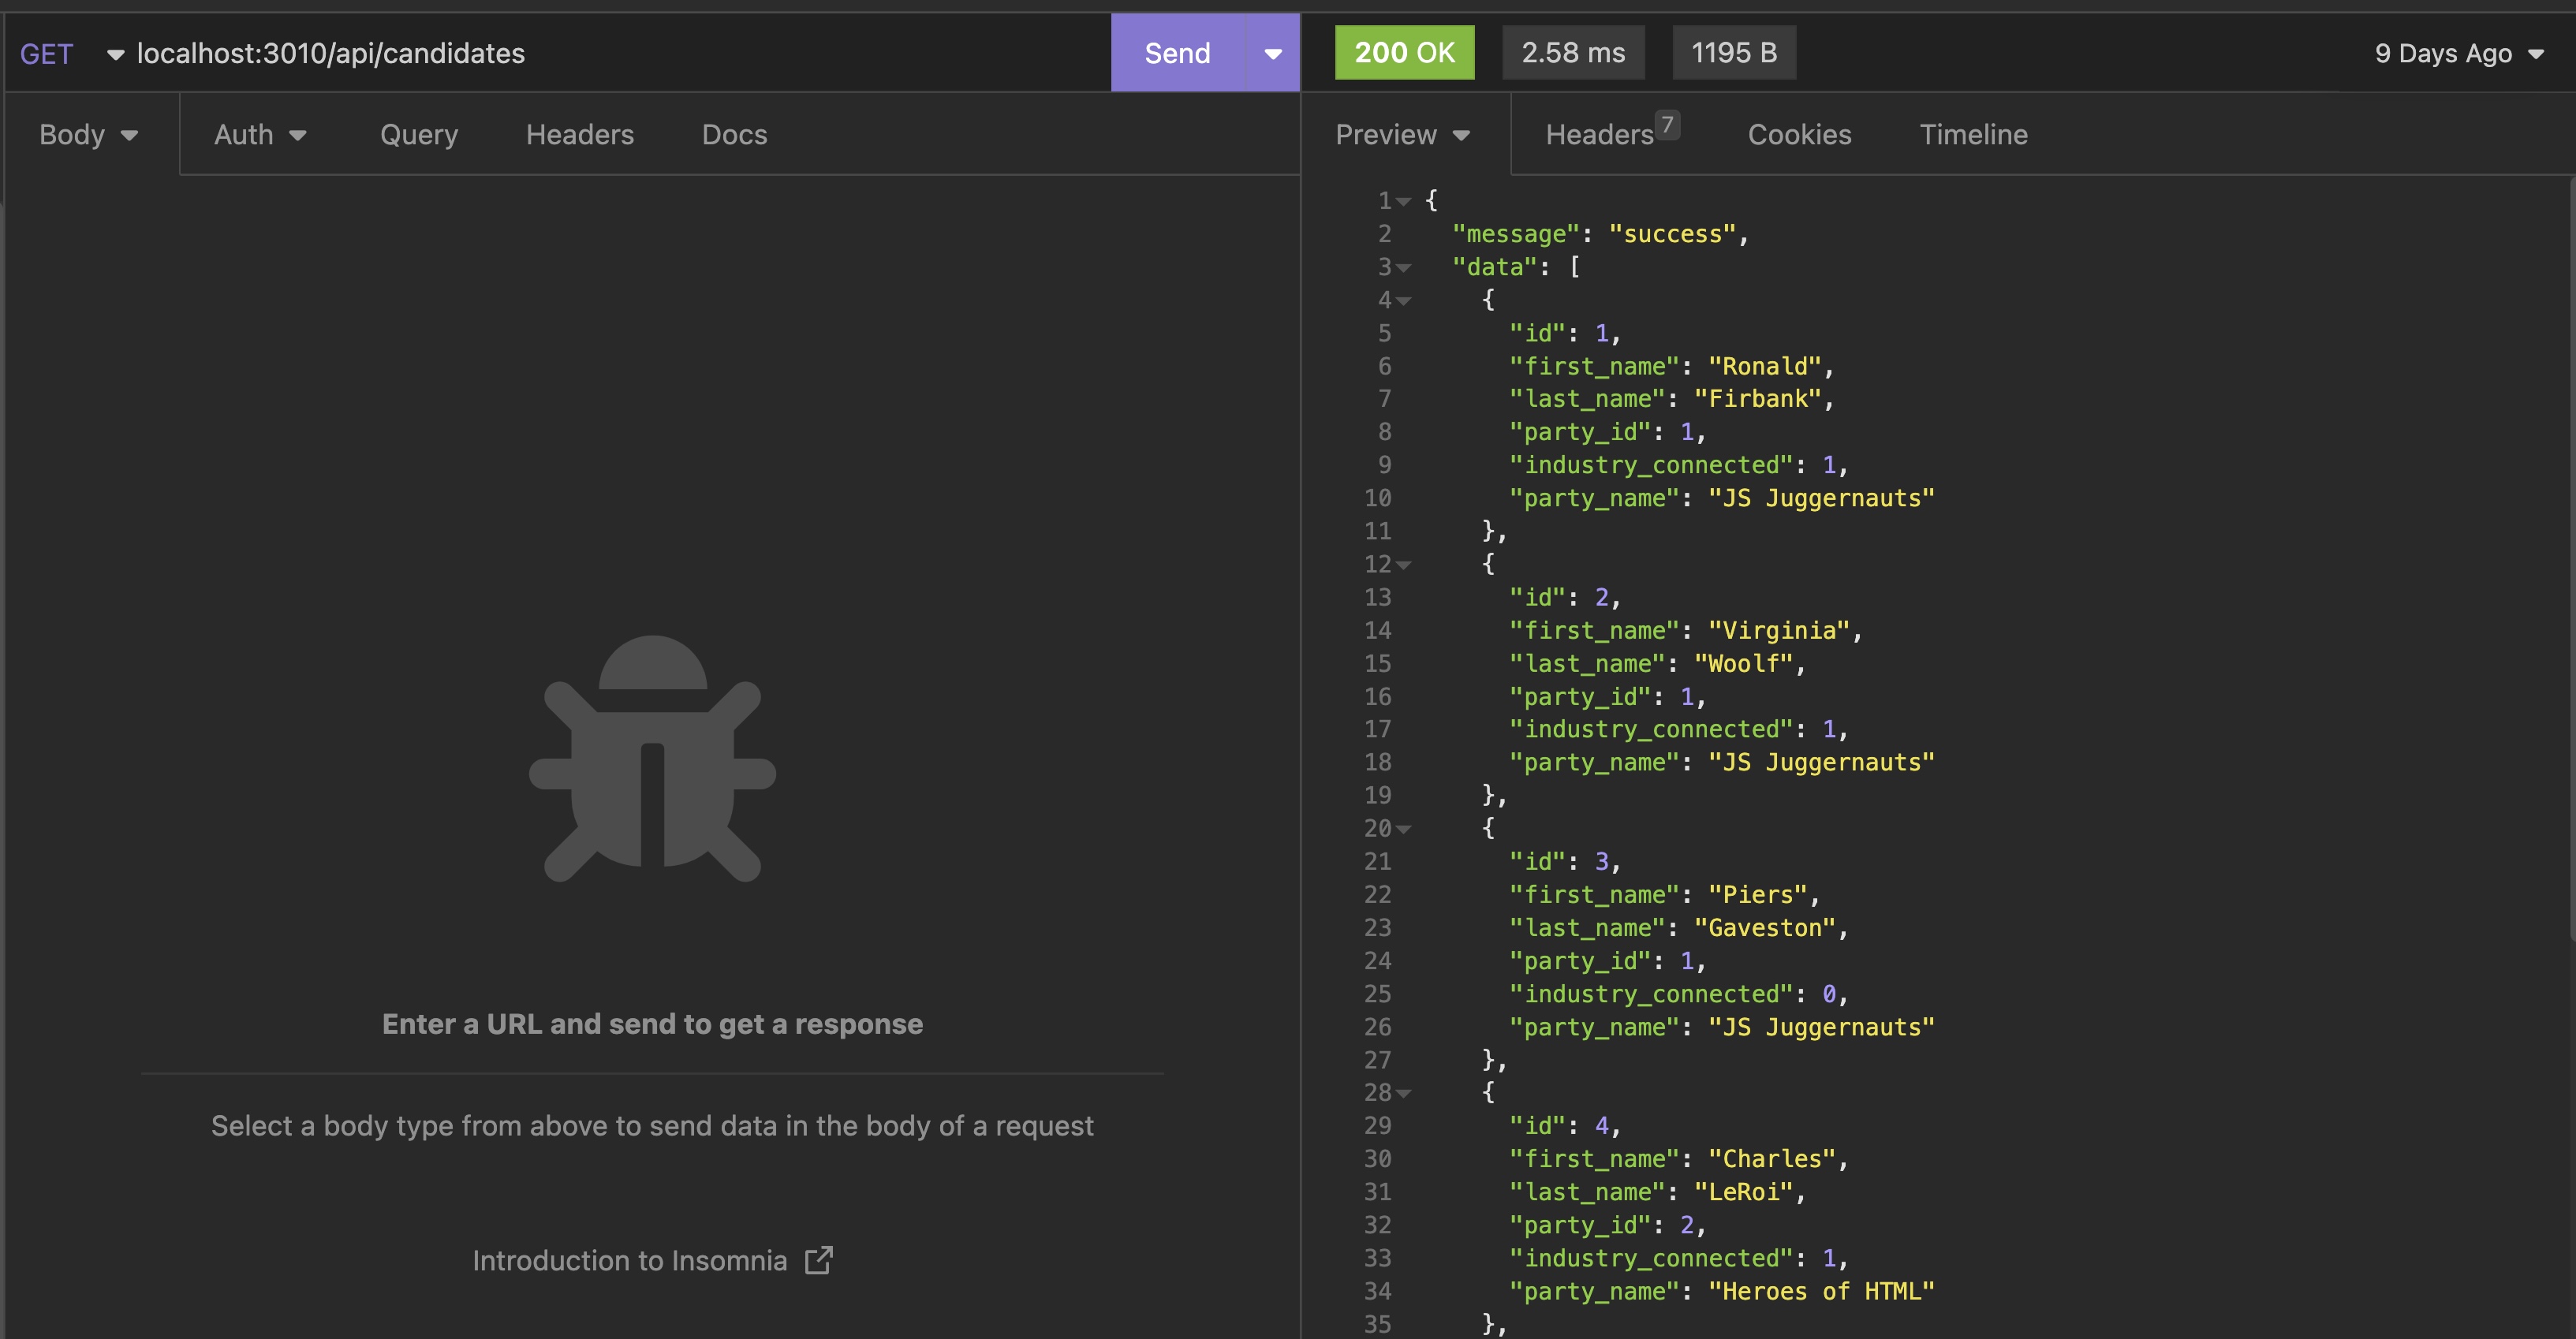 GET localhost:3010/api/candidates Send 200 OK 2.58 ms 1195 B 9 Days Ago
Body Auth Query Headers Docs Preview Headers 7 Cookies Timeline
Enter a URL and send to get a response
Select a body type from above to send data in the body of a request
Introduction to Insomnia
1 {
2 "message": "success",
3 "data": [
4 {
5 "id": 1,
6 "first_name": "Ronald",
7 "last_name": "Firbank",
8 "party_id": 1,
9 "industry_connected": 1,
10 "party_name": "JS Juggernauts"
11 },
12 {
13 "id": 2,
14 "first_name": "Virginia",
15 "last_name": "Woolf",
16 "party_id": 1,
17 "industry_connected": 1,
18 "party_name": "JS Juggernauts"
19 },
20 {
21 "id": 3,
22 "first_name": "Piers",
23 "last_name": "Gaveston",
24 "party_id": 1,
25 "industry_connected": 0,
26 "party_name": "JS Juggernauts"
27 },
28 {
29 "id": 4,
30 "first_name": "Charles",
31 "last_name": "LeRoi",
32 "party_id": 2,
33 "industry_connected": 1,
34 "party_name": "Heroes of HTML"
35 },